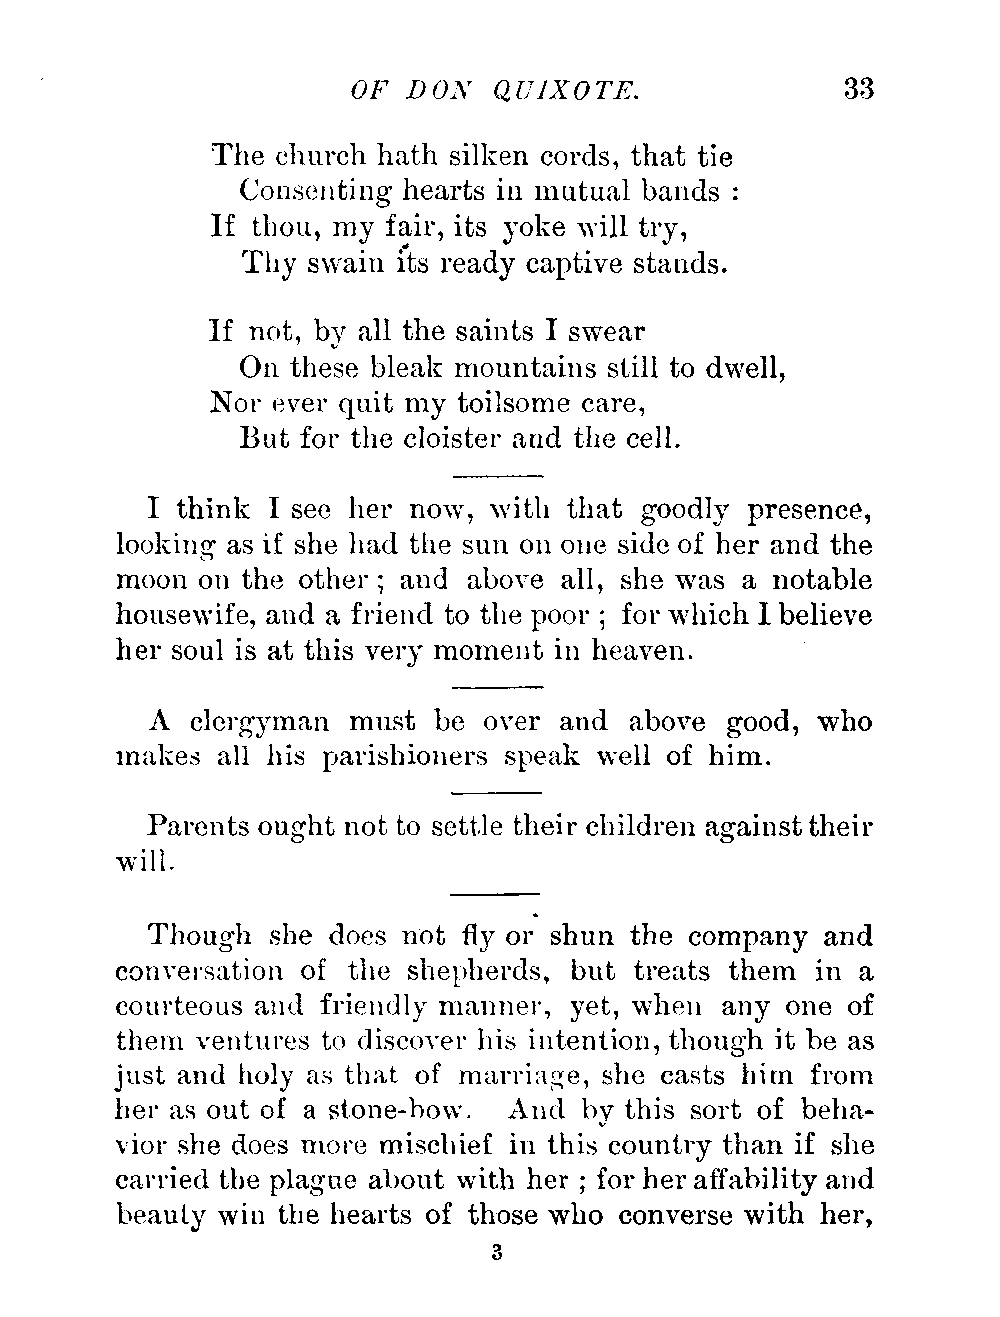 OF DON QUIXOTE. 33
The church hath silken cords, that tie
Consenting hearts in mutual bands :
If thou, my fair, its yoke will try,
Thy swain its ready captive stands.
If not, by all the saints I swear
On these bleak mountains still to dwell,
Nor ever quit my toilsome care,
But for the cloister and the cell.
I think I see her now, with that goodly presence,
looking as if she had the sun on one side of her and the
moon on the other ; and above all, she was a notable
housewife, and a friend to the poor ; for which I believe
her soul is at this very moment in heaven.
A clergyman must be over and above good, who
makes all his parishioners speak well of him.
Parents ought not to settle their children against their
will.
Though she does not fly or shun the company and
conversation of the shepherds, but treats them in a
courteous and friendly manner, yet, when any one of
them ventures to discover his intention, though it be as
just and holy as that of marriage, she casts him from
her as out of a stone-bow. And by this sort of beha-
vior she does more mischief in this country than if she
carried the plague about with her ; for her affability and
beauty win the hearts of those who converse with her,
3